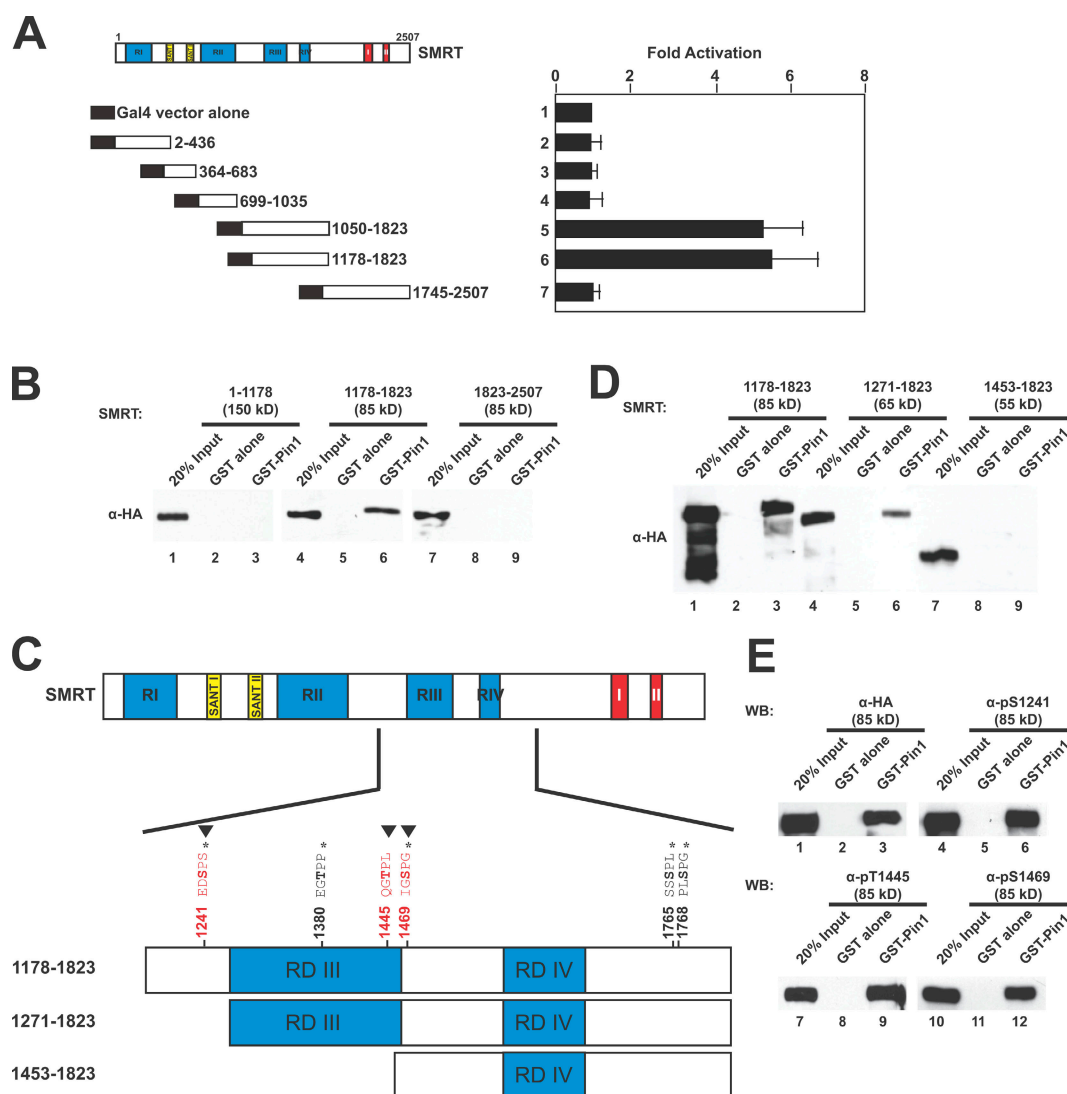 A
1 2507
RI SANT I SANT II RII RIII RIV I II SMRT
Gal4 vector alone
2-436
364-683
699-1035
1050-1823
1178-1823
1745-2507
Fold Activation
0 2 4 6 8
1
2
3
4
5
6
7
B
SMRT:
1-1178 (150 kD)
1178-1823 (85 kD)
1823-2507 (85 kD)
20% Input GST alone GST-Pin1 20% Input GST alone GST-Pin1 20% Input GST alone GST-Pin1
α-HA
1 2 3 4 5 6 7 8 9
D
SMRT:
1178-1823 (85 kD)
1271-1823 (65 kD)
1453-1823 (55 kD)
20% Input GST alone GST-Pin1 20% Input GST alone GST-Pin1 20% Input GST alone GST-Pin1
α-HA
1 2 3 4 5 6 7 8 9
C
SMRT RI SANT I SANT II RII RIII RIV I II
1241 EDSPS *
1380 EGTPP *
1445 QGTPL
1469 IGSPG *
1765 SSSPL *
1768 PLSPG *
1178-1823 RD III RD IV
1271-1823 RD III RD IV
1453-1823 RD IV
E
WB:
α-HA (85 kD)
α-pS1241 (85 kD)
20% Input GST alone GST-Pin1 20% Input GST alone GST-Pin1
1 2 3 4 5 6
WB:
α-pT1445 (85 kD)
α-pS1469 (85 kD)
20% Input GST alone GST-Pin1 20% Input GST alone GST-Pin1
7 8 9 10 11 12